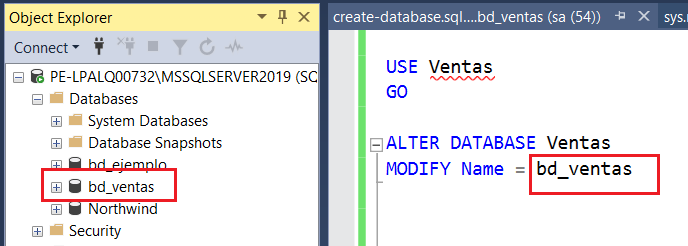 Object Explorer
Connect
PE-LPALQ00732\MSSQLSERVER2019 (SQ
Databases
System Databases
Database Snapshots
bd_ejemplo
bd_ventas
Northwind
Security
create-database.sql....bd_ventas (sa (54))
sys.r
USE Ventas
GO
ALTER DATABASE Ventas
MODIFY Name = bd_ventas